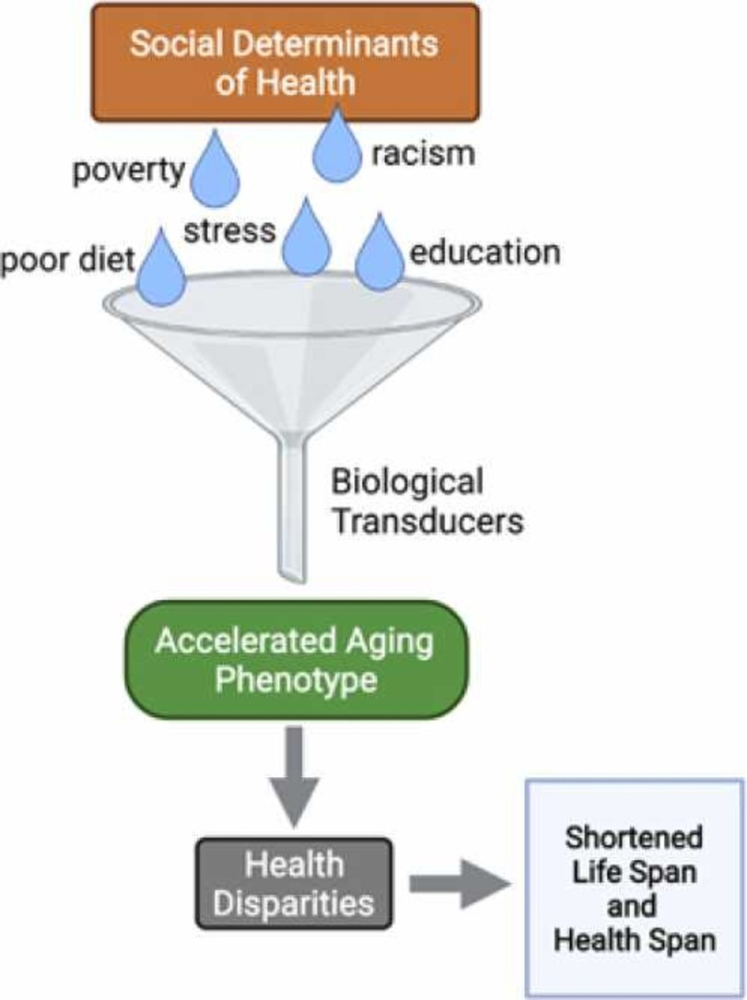 Social Determinants
of Health
poverty
racism
stress
poor diet
education
Biological
Transducers
Accelerated Aging
Phenotype
Health
Disparities
Shortened
Life Span
and
Health Span